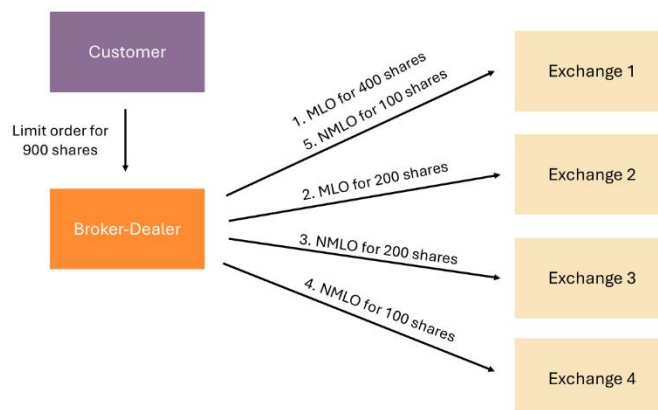 Customer
Limit order for
900 shares
Broker-Dealer
1. MLO for 400 shares
5. NMLO for 100 shares
2. MLO for 200 shares
3. NMLO for 200 shares
4. NMLO for 100 shares
Exchange 1
Exchange 2
Exchange 3
Exchange 4